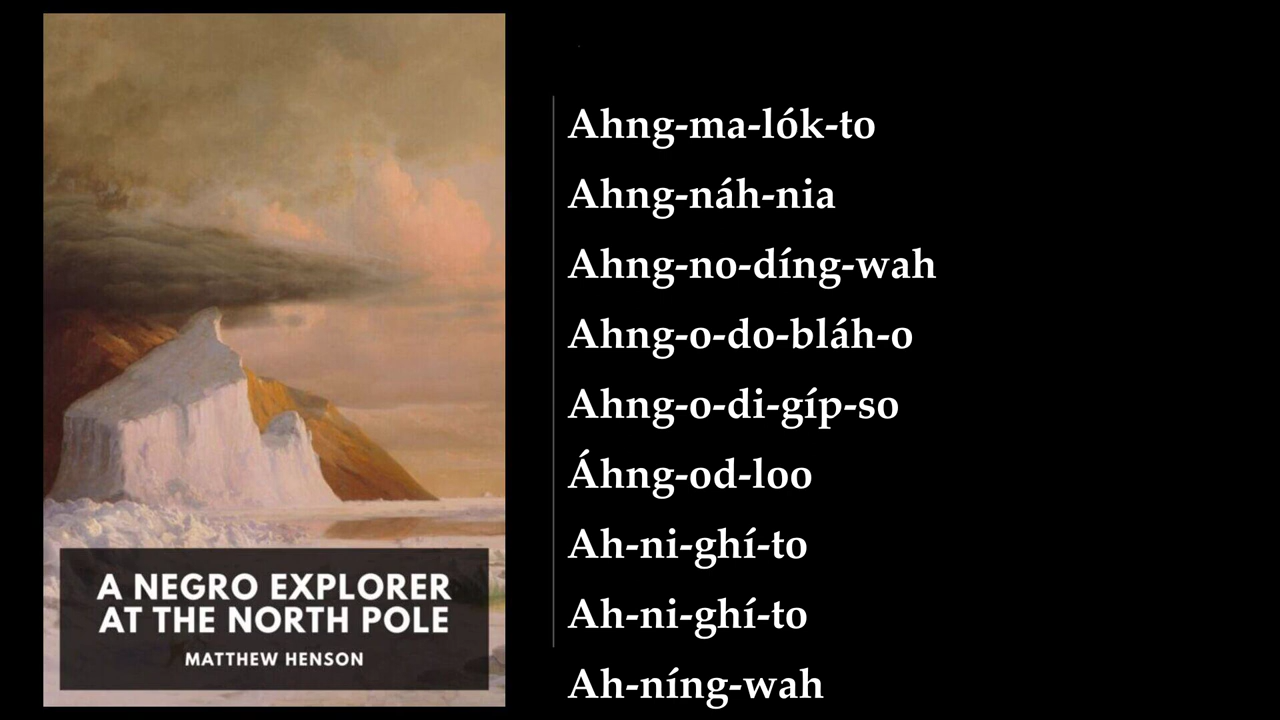 A NEGRO EXPLORER
AT THE NORTH POLE
MATTHEW HENSON
Ahng-ma-lók-to
Ahng-náh-nia
Ahng-no-díng-wah
Ahng-o-do-bláh-o
Ahng-o-di-gíp-so
Áhng-od-loo
Ah-ni-ghí-to
Ah-ni-ghí-to
Ah-níng-wah